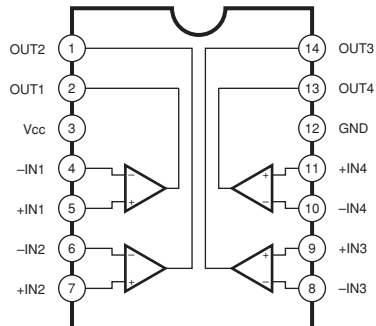 OUT2 1 14 OUT3
OUT1 2 13 OUT4
Vcc 3 12 GND
–IN1 4 – + 11 +IN4
+IN1 5 + – 10 –IN4
–IN2 6 – + 9 +IN3
+IN2 7 + – 8 –IN3